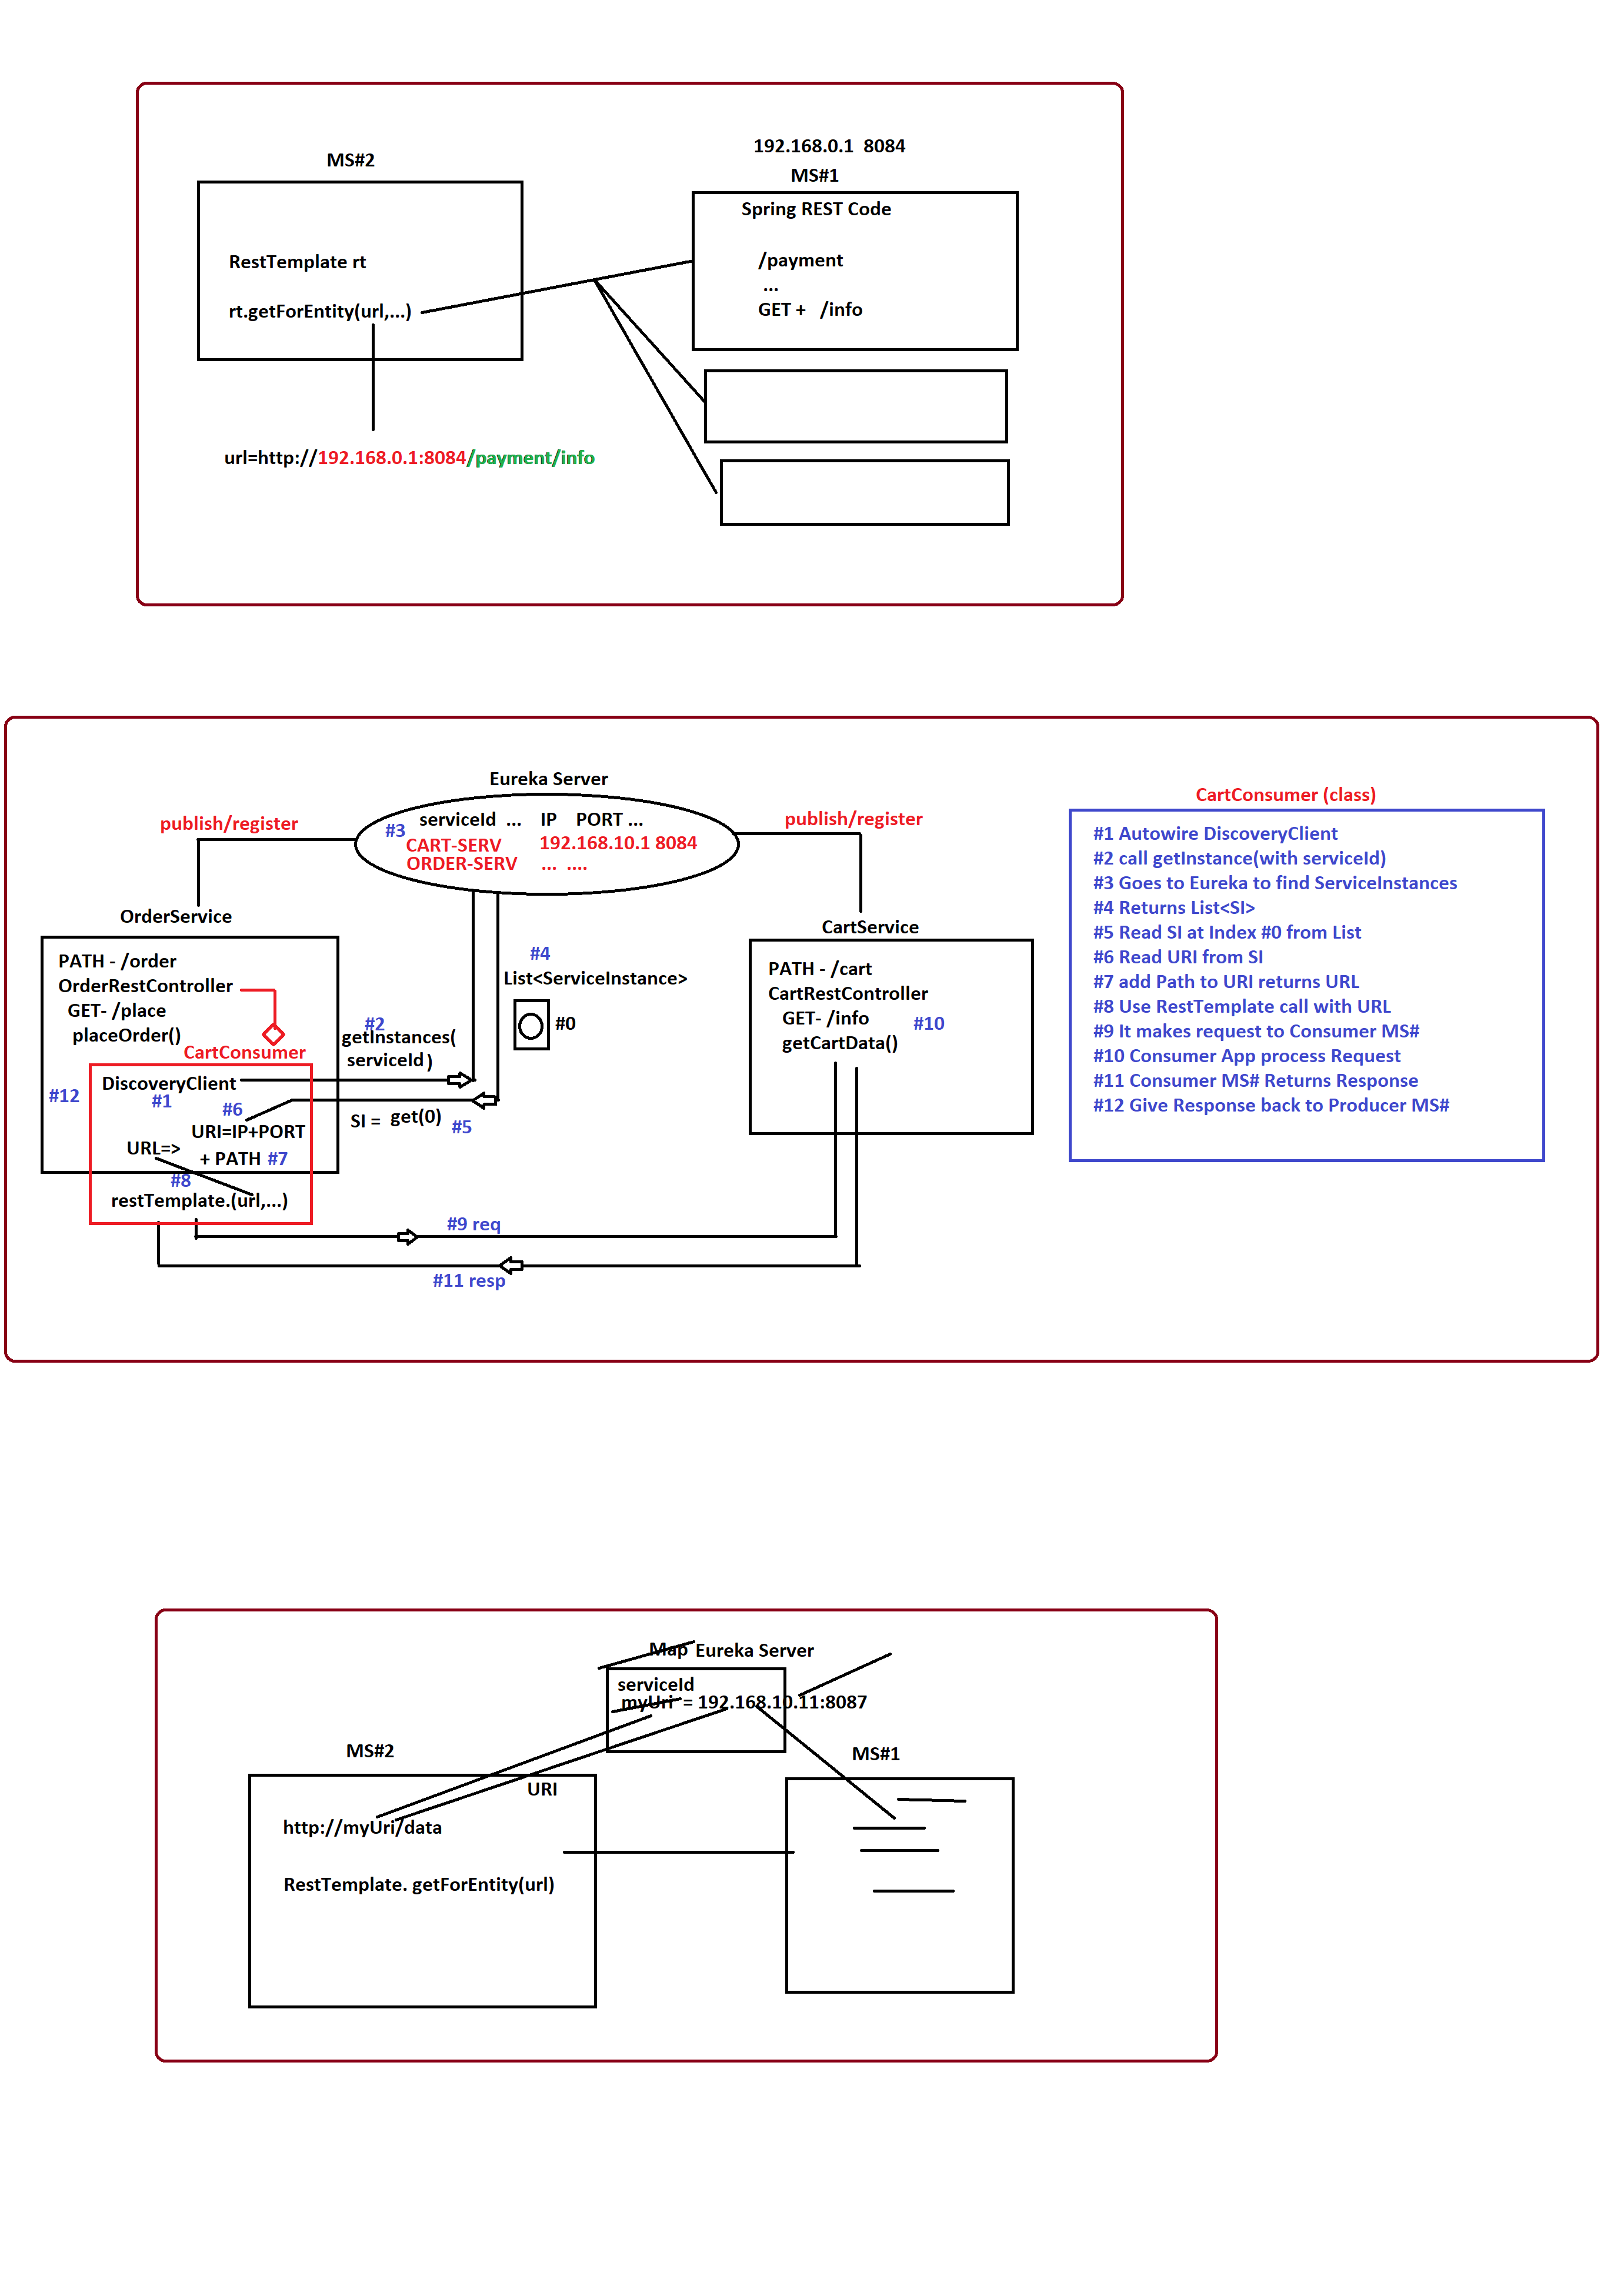 MS#2
192.168.0.1 8084
MS#1
Spring REST Code
RestTemplate rt
/payment
...
rt.getForEntity(url,...)
GET + /info
url=http://192.168.0.1:8084/payment/info
Eureka Server
publish/register
#3
serviceId ... IP PORT ...
CART-SERV 192.168.10.1 8084
ORDER-SERV ... ....
publish/register
CartConsumer (class)
#1 Autowire DiscoveryClient
#2 call getInstance(with serviceId)
#3 Goes to Eureka to find ServiceInstances
#4 Returns List<SI>
#5 Read SI at Index #0 from List
#6 Read URI from SI
#7 add Path to URI returns URL
#8 Use RestTemplate call with URL
#9 It makes request to Consumer MS#
#10 Consumer App process Request
#11 Consumer MS# Returns Response
#12 Give Response back to Producer MS#
OrderService
PATH - /order
OrderRestController
GET- /place
placeOrder()
CartConsumer
#12
DiscoveryClient
#1
#6
URI=IP+PORT
URL=>
+ PATH #7
#8
restTemplate.(url,...)
#2
getInstances(
serviceId )
SI = get(0)
#5
#4
List<ServiceInstance>
#0
CartService
PATH - /cart
CartRestController
GET- /info
#10
getCartData()
#9 req
#11 resp
Map Eureka Server
serviceId
myUri = 192.168.10.11:8087
MS#2
MS#1
URI
http://myUri/data
RestTemplate. getForEntity(url)